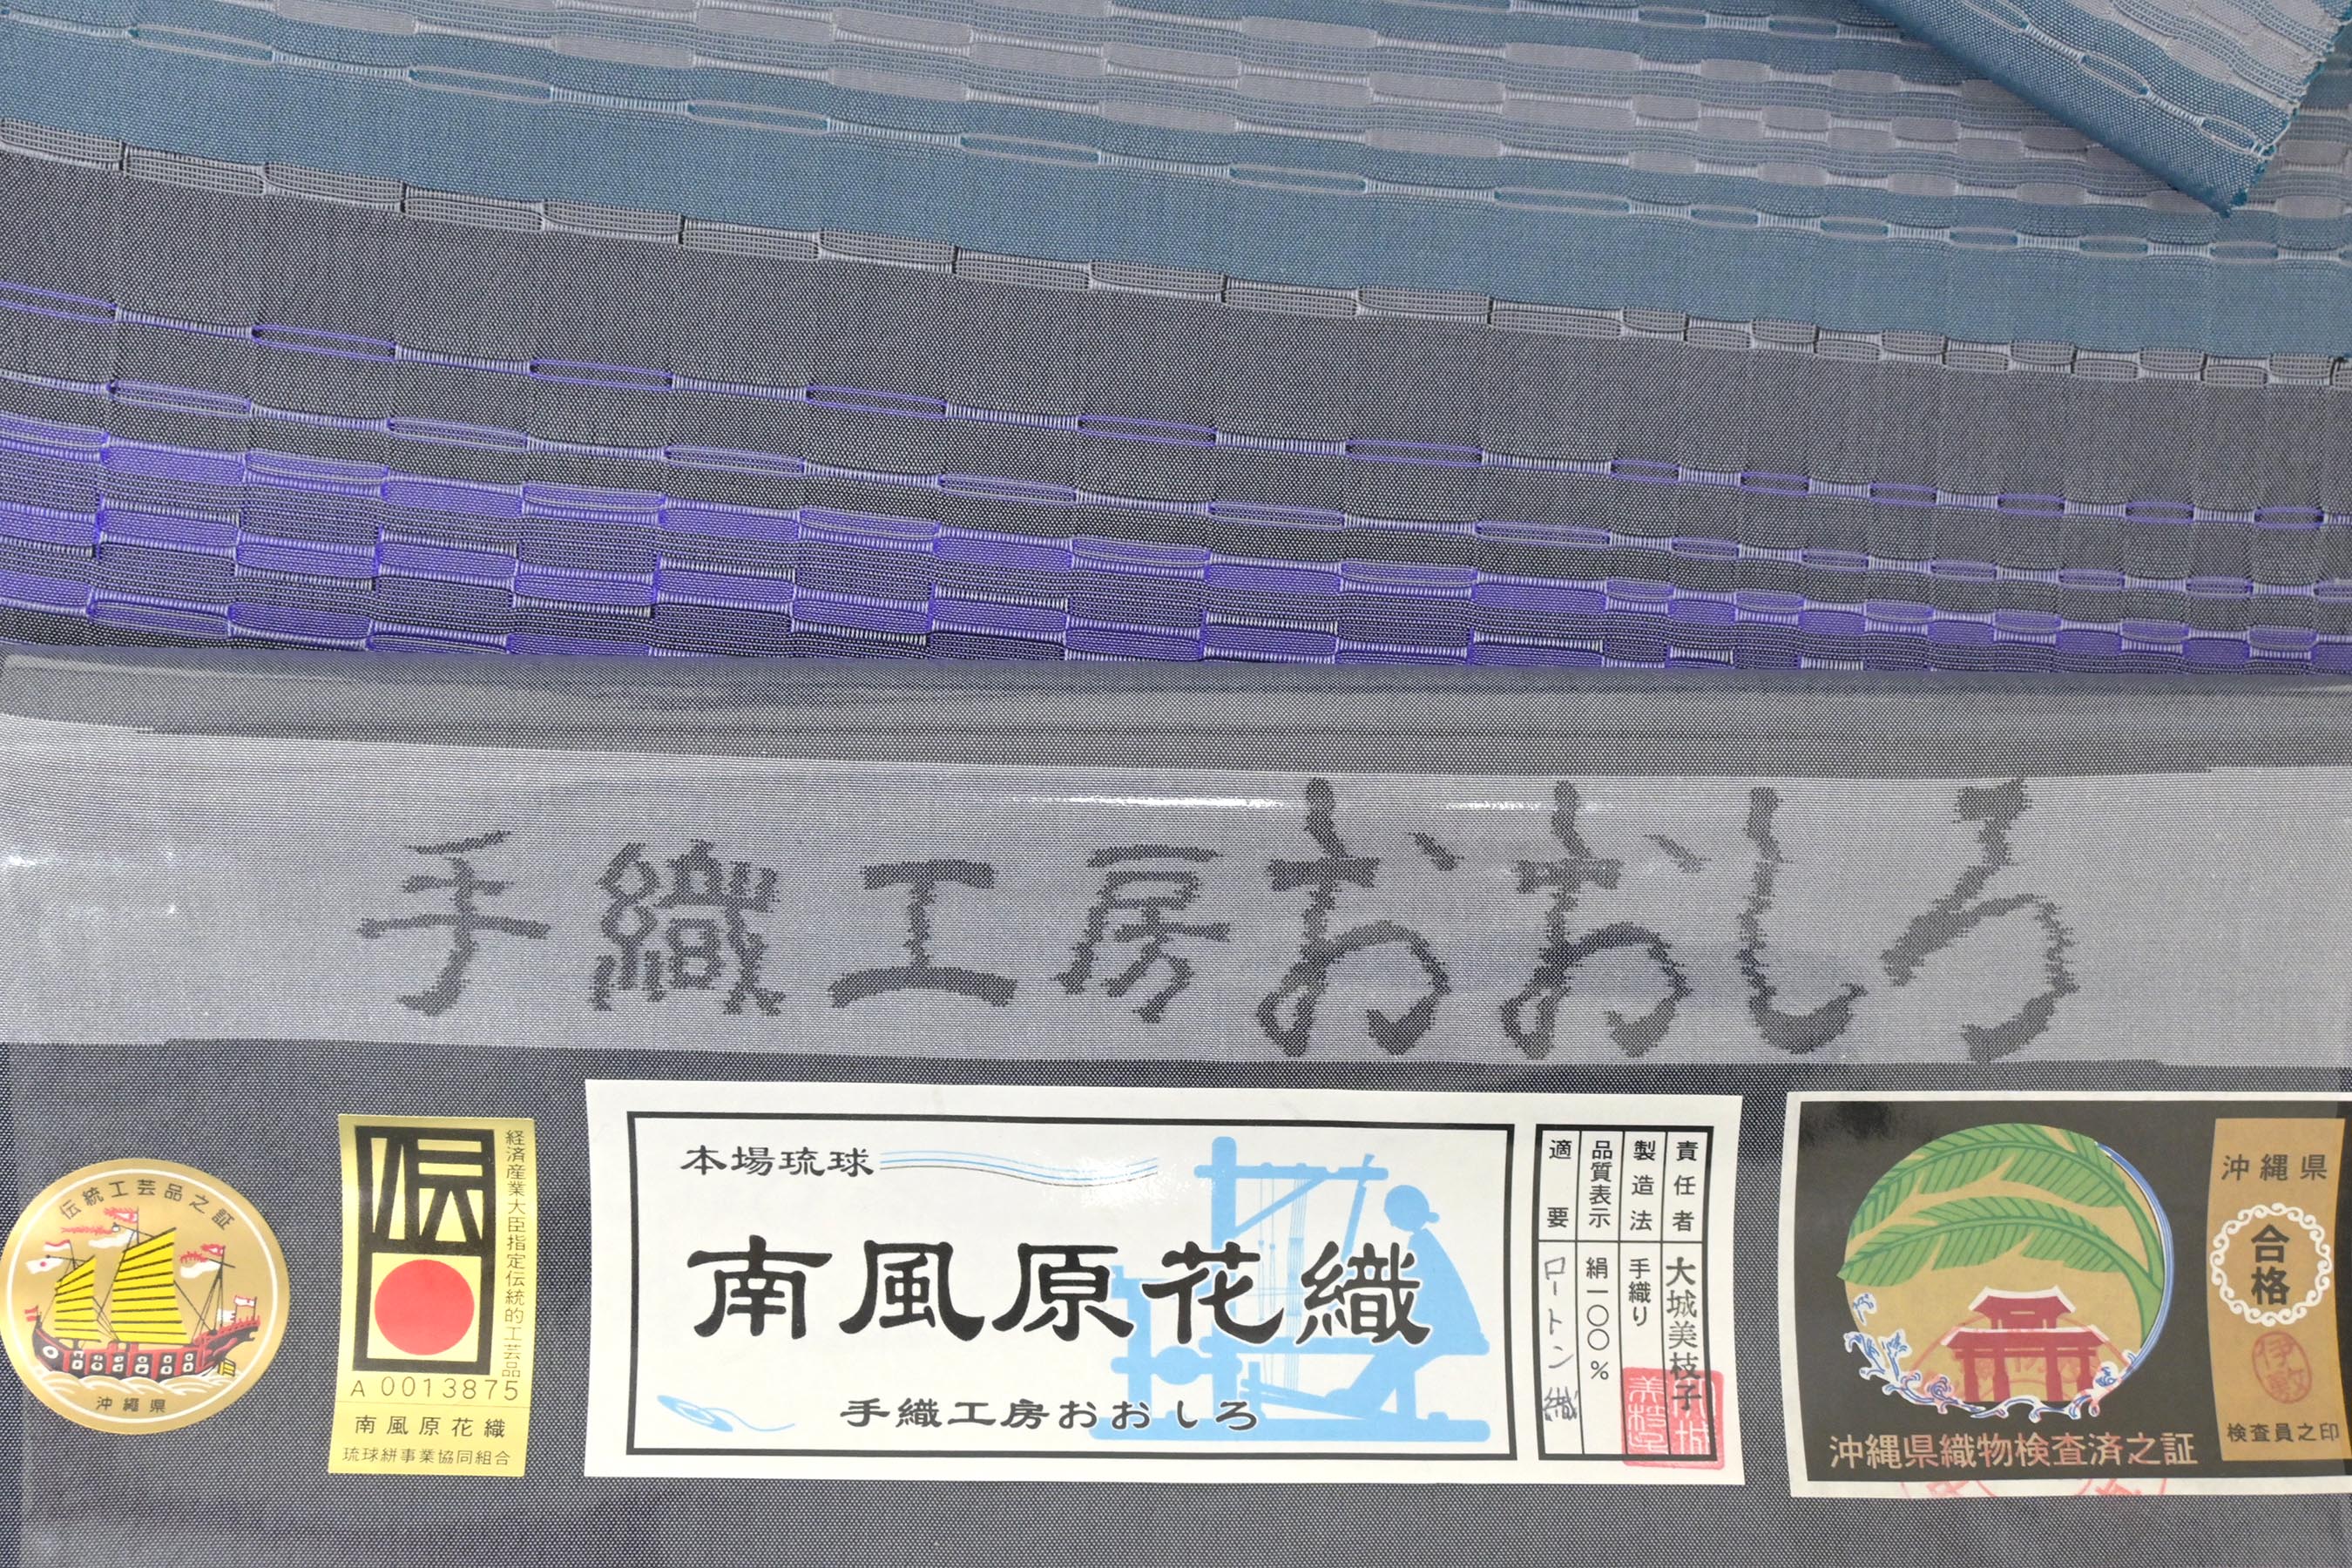 手織工房おおしろ
伝統工芸品之証
沖縄県
伝
経済産業大臣指定伝統的工芸品
A 0013875
南風原花織
琉球絣事業協同組合
本場琉球
南風原花織
手織工房おおしろ
責任者 大城美枝子
製造法 手織り
品質表示 絹一〇〇%
適要 ロートン織
沖縄県織物検査済之証
沖縄県
合格
検査員之印